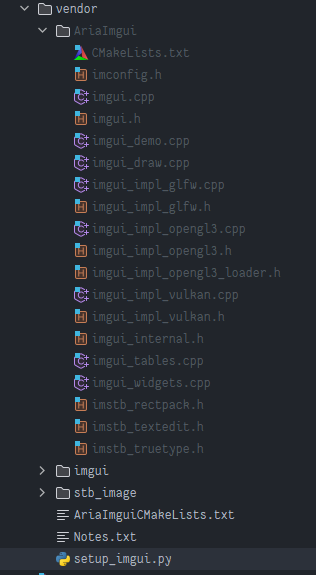 vendor
AriaImgui
CMakeLists.txt
imconfig.h
imgui.cpp
imgui.h
imgui_demo.cpp
imgui_draw.cpp
imgui_impl_glfw.cpp
imgui_impl_glfw.h
imgui_impl_opengl3.cpp
imgui_impl_opengl3.h
imgui_impl_opengl3_loader.h
imgui_impl_vulkan.cpp
imgui_impl_vulkan.h
imgui_internal.h
imgui_tables.cpp
imgui_widgets.cpp
imstb_rectpack.h
imstb_textedit.h
imstb_truetype.h
imgui
stb_image
AriaImguiCMakeLists.txt
Notes.txt
setup_imgui.py